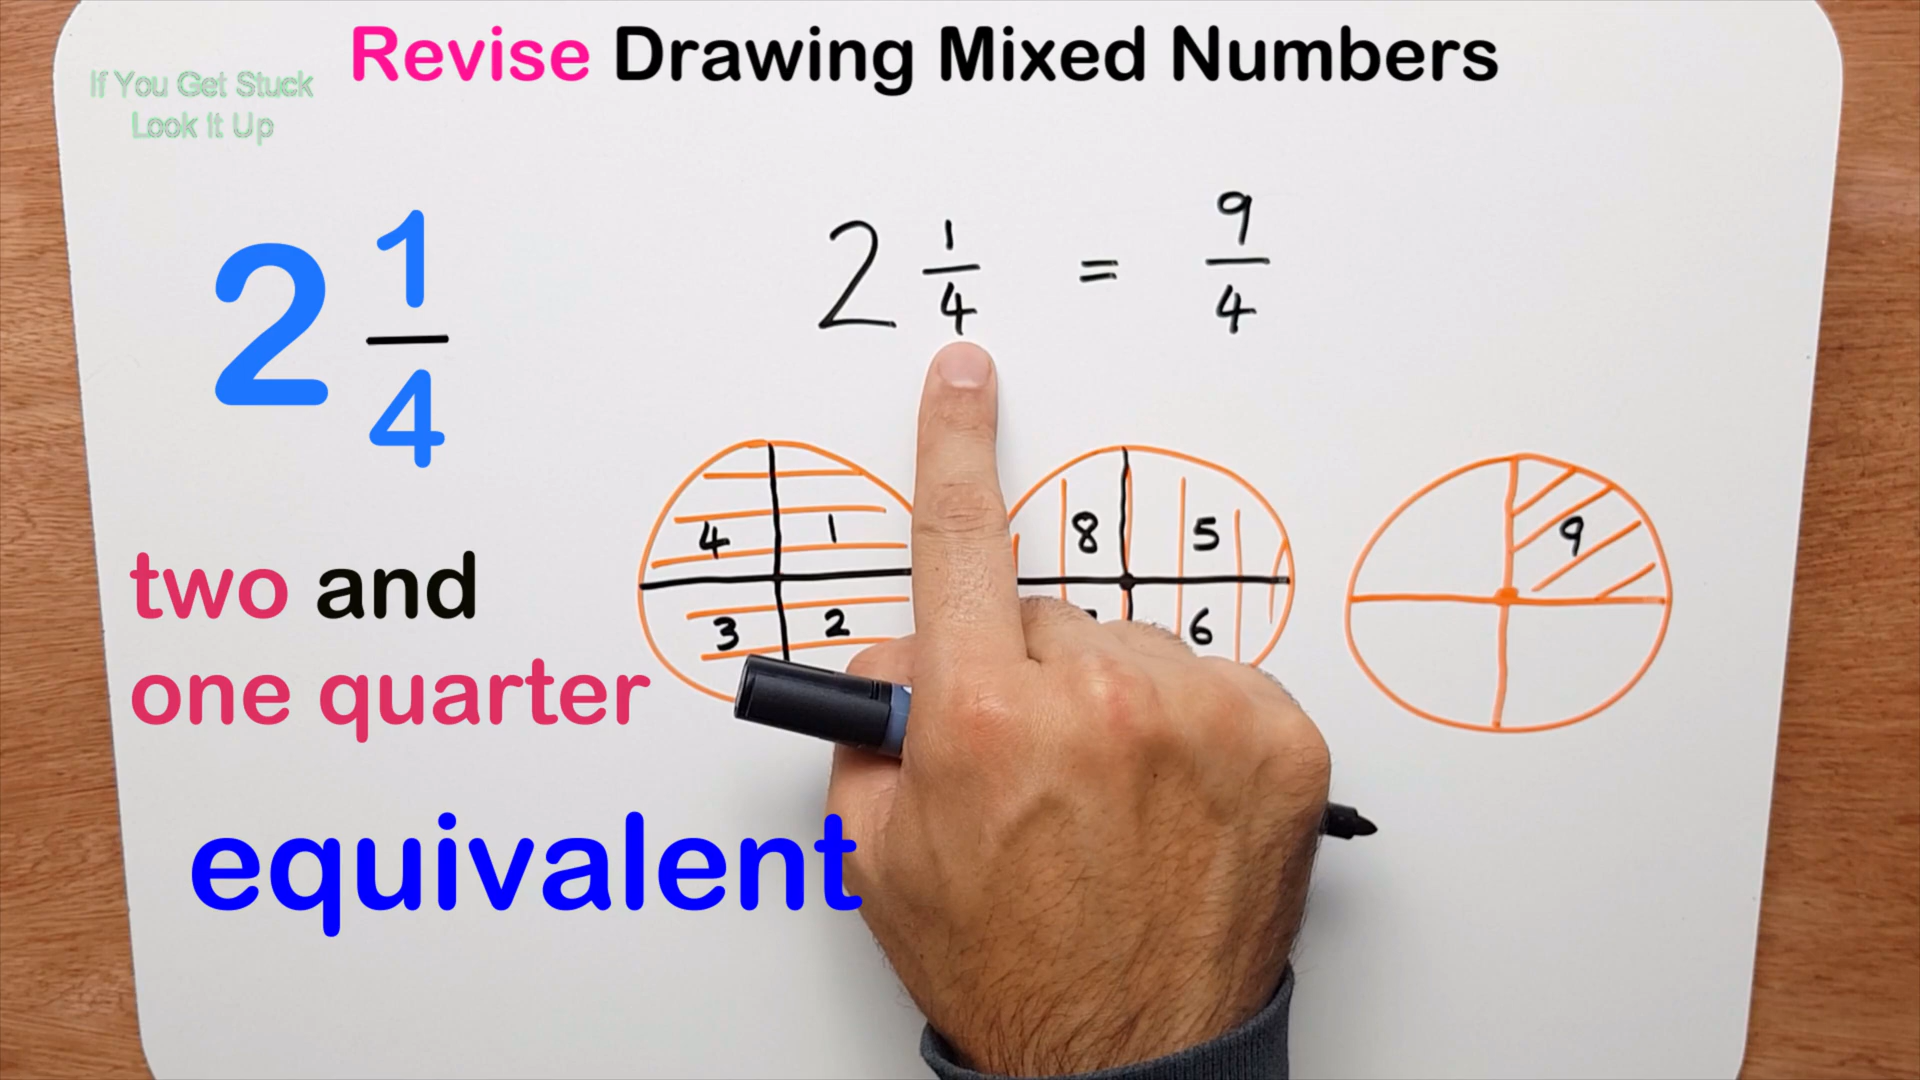 Revise Drawing Mixed Numbers
If You Get Stuck
Look It Up
2 1/4
2 1/4 = 9/4
two and
one quarter
equivalent
4 1
3 2
8 5
6
9